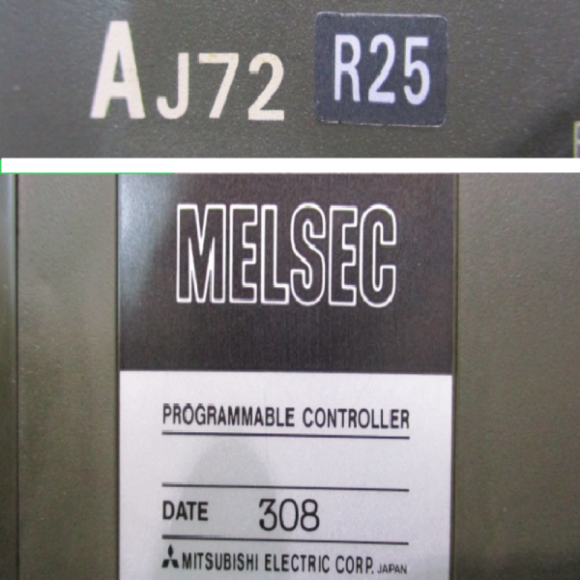 AJ72 R25
MELSEC
PROGRAMMABLE CONTROLLER
DATE 308
MITSUBISHI ELECTRIC CORP. JAPAN